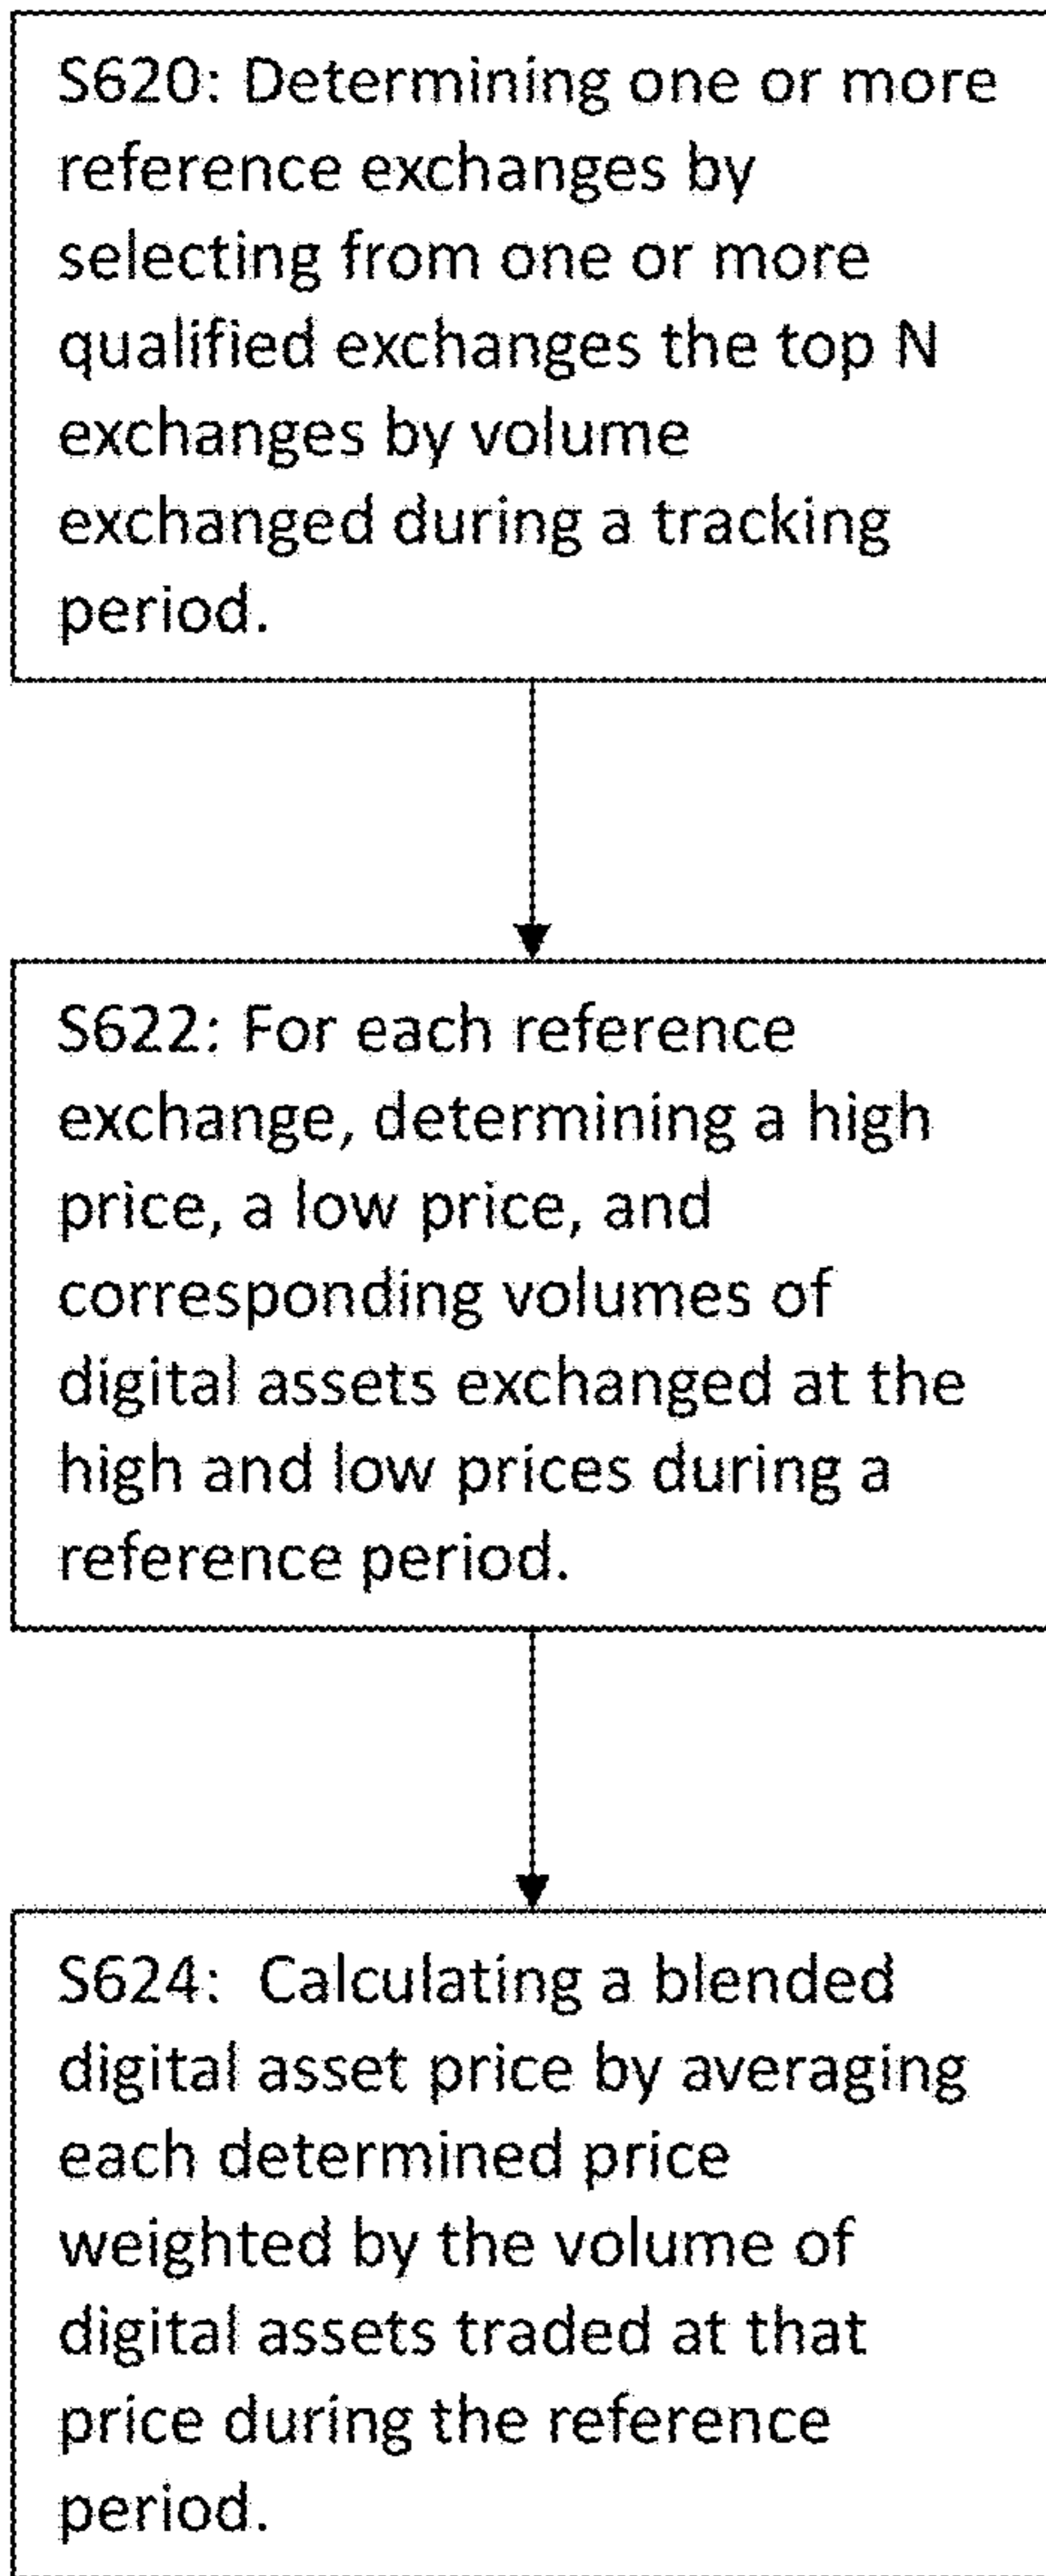 S620: Determining one or more
reference exchanges by
selecting from one or more
qualified exchanges the top N
exchanges by volume
exchanged during a tracking
period.
S622: For each reference
exchange, determining a high
price, a low price, and
corresponding volumes of
digital assets exchanged at the
high and low prices during a
reference period.
S624:  Calculating a blended
digital asset price by averaging
each determined price
weighted by the volume of
digital assets traded at that
price during the reference
period.